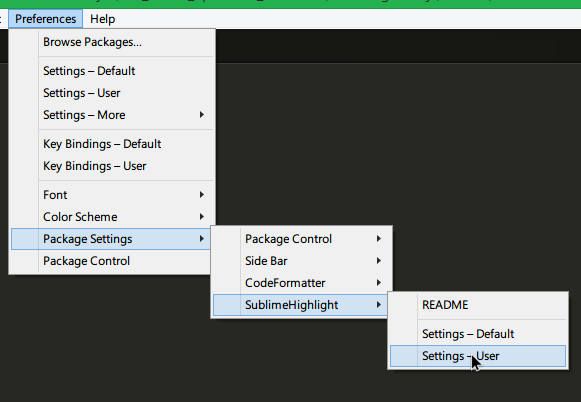 Preferences Help
Browse Packages...
Settings – Default
Settings – User
Settings – More
Key Bindings – Default
Key Bindings – User
Font
Color Scheme
Package Settings
Package Control
Package Control
Side Bar
CodeFormatter
SublimeHighlight
README
Settings – Default
Settings – User